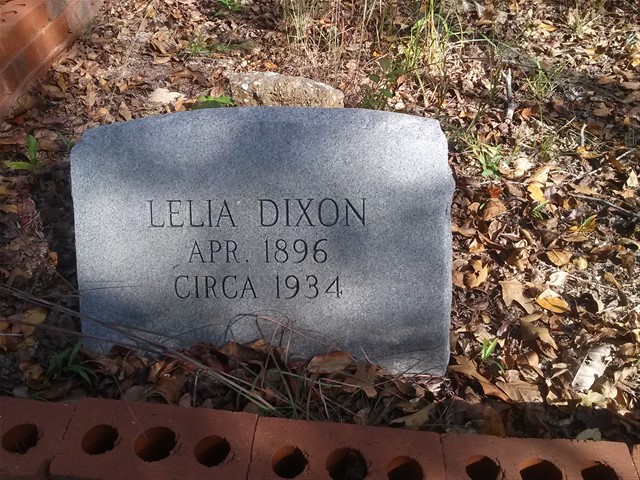 LELIA DIXON
APR. 1896
CIRCA 1934